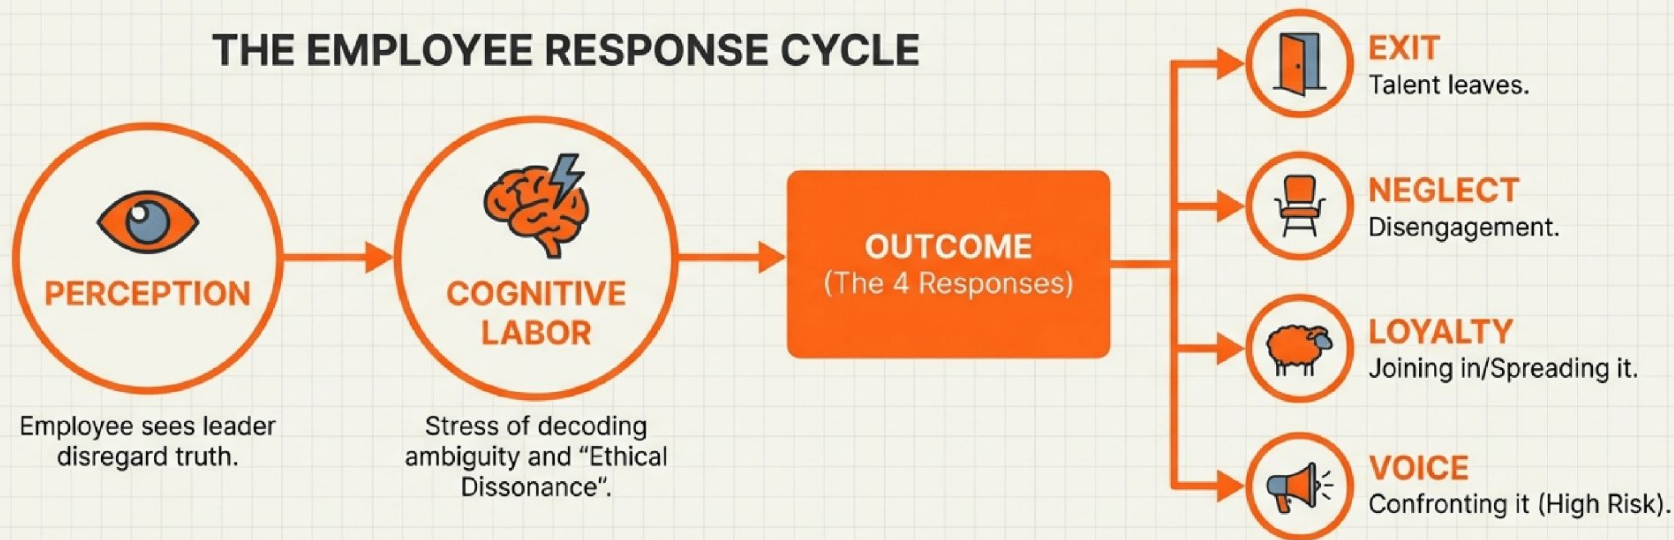 THE EMPLOYEE RESPONSE CYCLE
PERCEPTION
Employee sees leader
disregard truth.
COGNITIVE
LABOR
Stress of decoding
ambiguity and “Ethical
Dissonance”.
OUTCOME
(The 4 Responses)
EXIT
Talent leaves.
NEGLECT
Disengagement.
LOYALTY
Joining in/Spreading it.
VOICE
Confronting it (High Risk).